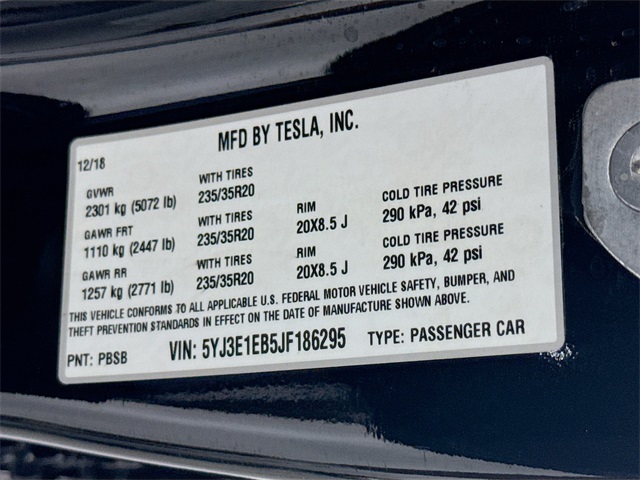 MFD BY TESLA, INC.
12/18
GVWR WITH TIRES
2301 kg (5072 lb) 235/35R20
GAWR FRT WITH TIRES RIM COLD TIRE PRESSURE
1110 kg (2447 lb) 235/35R20 20X8.5 J 290 kPa, 42 psi
GAWR RR WITH TIRES RIM COLD TIRE PRESSURE
1257 kg (2771 lb) 235/35R20 20X8.5 J 290 kPa, 42 psi
THIS VEHICLE CONFORMS TO ALL APPLICABLE U.S. FEDERAL MOTOR VEHICLE SAFETY, BUMPER, AND
THEFT PREVENTION STANDARDS IN EFFECT ON THE DATE OF MANUFACTURE SHOWN ABOVE.
PNT: PBSB VIN: 5YJ3E1EB5JF186295 TYPE: PASSENGER CAR